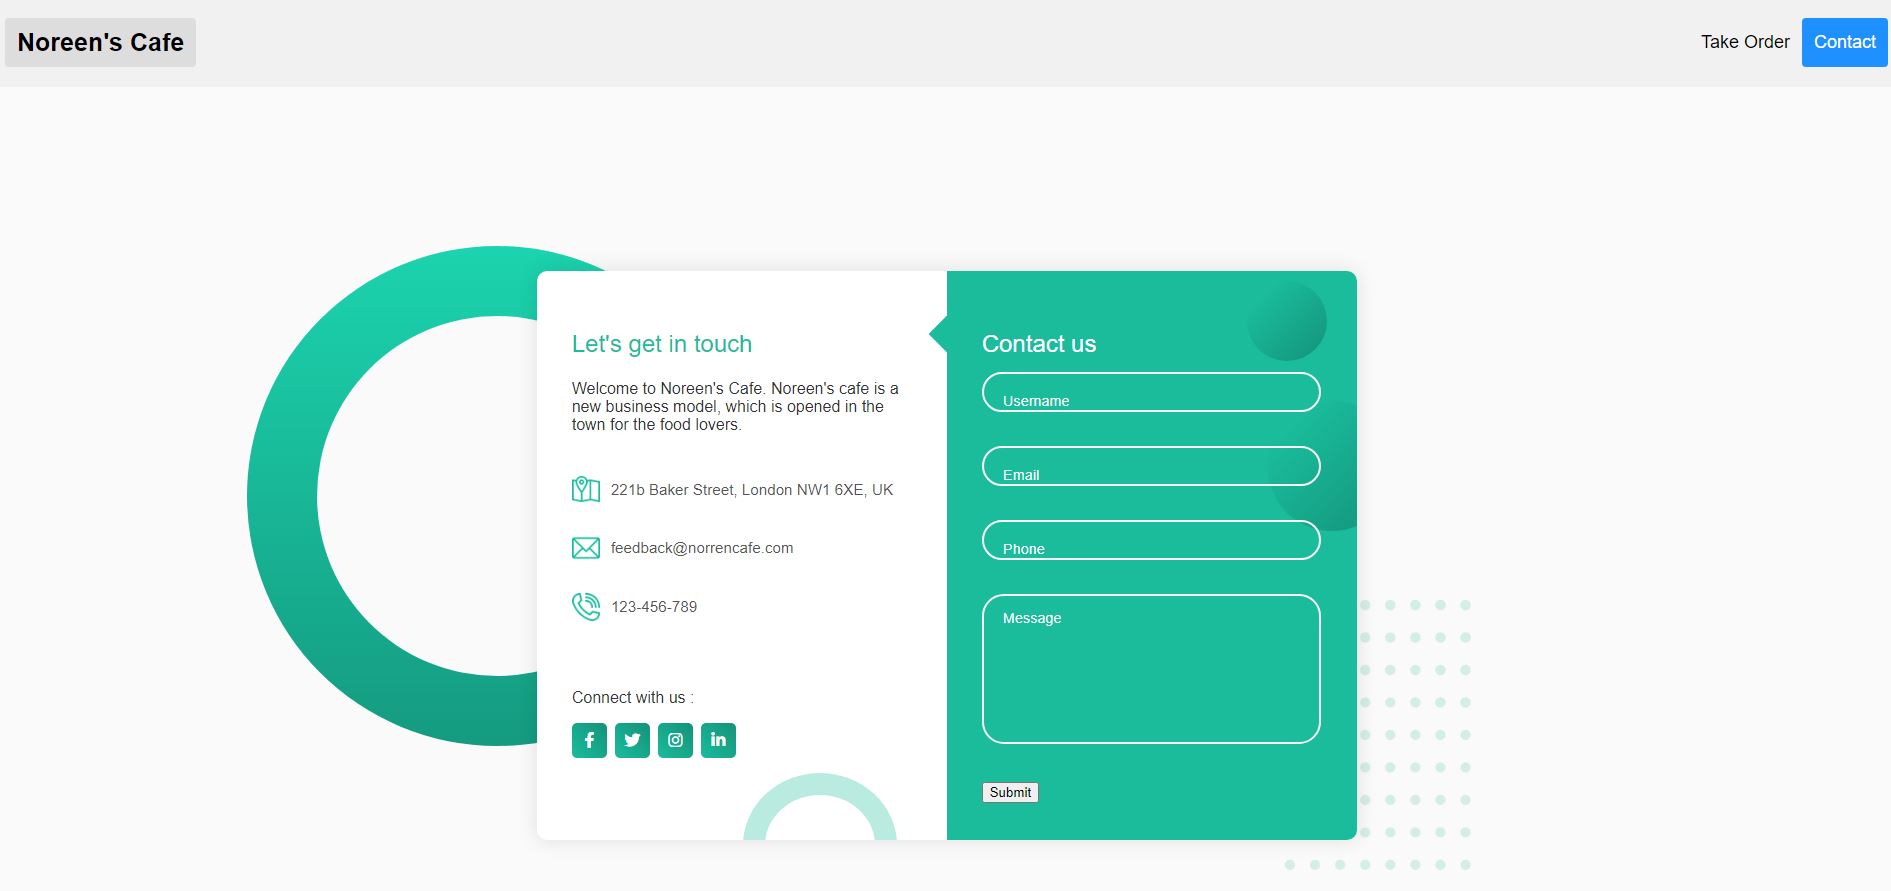 Noreen's Cafe
Take Order
Contact
Let's get in touch
Welcome to Noreen's Cafe. Noreen's cafe is a
new business model, which is opened in the
town for the food lovers.
221b Baker Street, London NW1 6XE, UK
feedback@norrencafe.com
123-456-789
Connect with us :
Contact us
Username
Email
Phone
Message
Submit